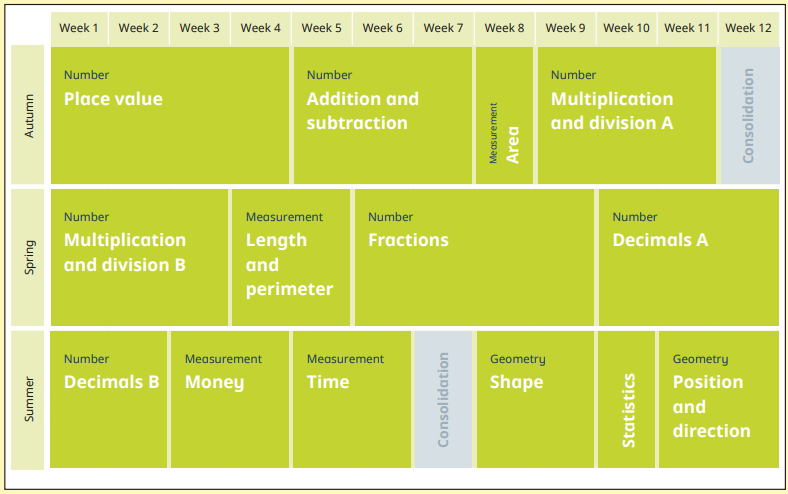 Week 1 Week 2 Week 3 Week 4 Week 5 Week 6 Week 7 Week 8 Week 9 Week 10 Week 11 Week 12
Autumn
Number
Place value
Number
Addition and
subtraction
Measurement
Area
Number
Multiplication
and division A
Consolidation
Spring
Number
Multiplication
and division B
Measurement
Length
and
perimeter
Number
Fractions
Number
Decimals A
Summer
Number
Decimals B
Measurement
Money
Measurement
Time
Consolidation
Geometry
Shape
Statistics
Geometry
Position
and
direction